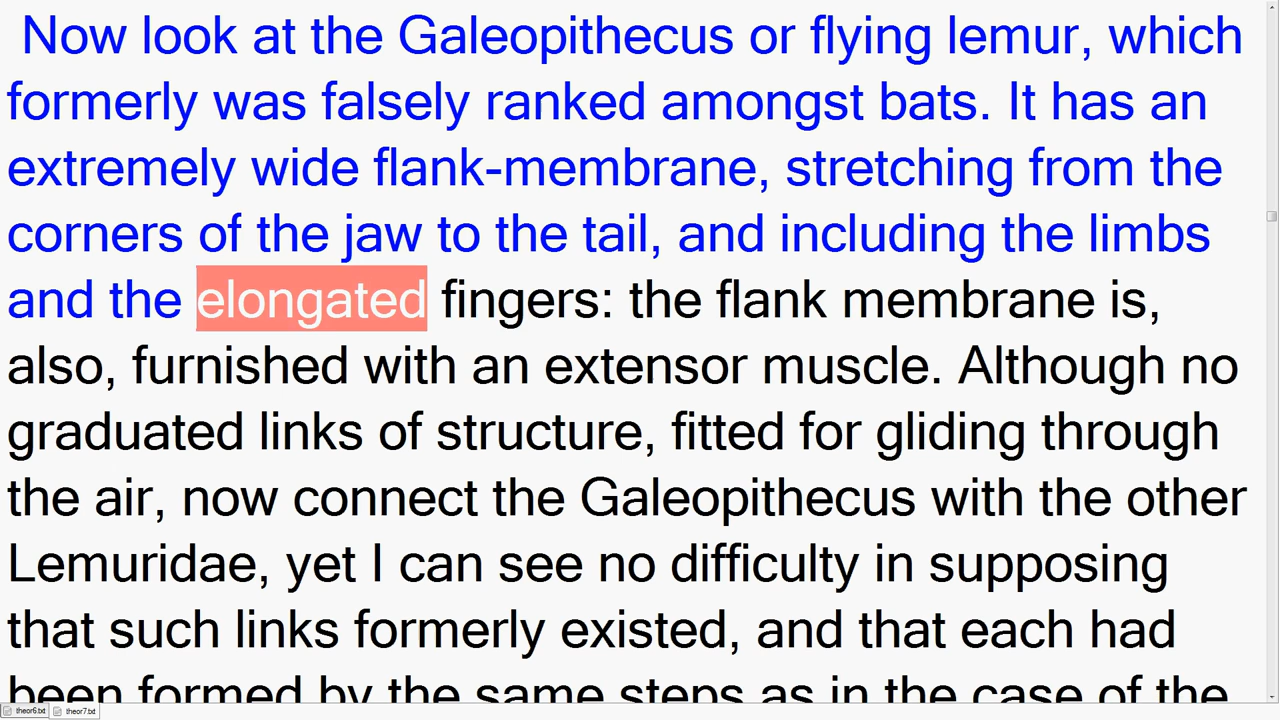 Now look at the Galeopithecus or flying lemur, which
formerly was falsely ranked amongst bats. It has an
extremely wide flank-membrane, stretching from the
corners of the jaw to the tail, and including the limbs
and the elongated fingers: the flank membrane is,
also, furnished with an extensor muscle. Although no
graduated links of structure, fitted for gliding through
the air, now connect the Galeopithecus with the other
Lemuridae, yet I can see no difficulty in supposing
that such links formerly existed, and that each had
been formed by the same steps as in the case of the
theor6.txt theor7.txt